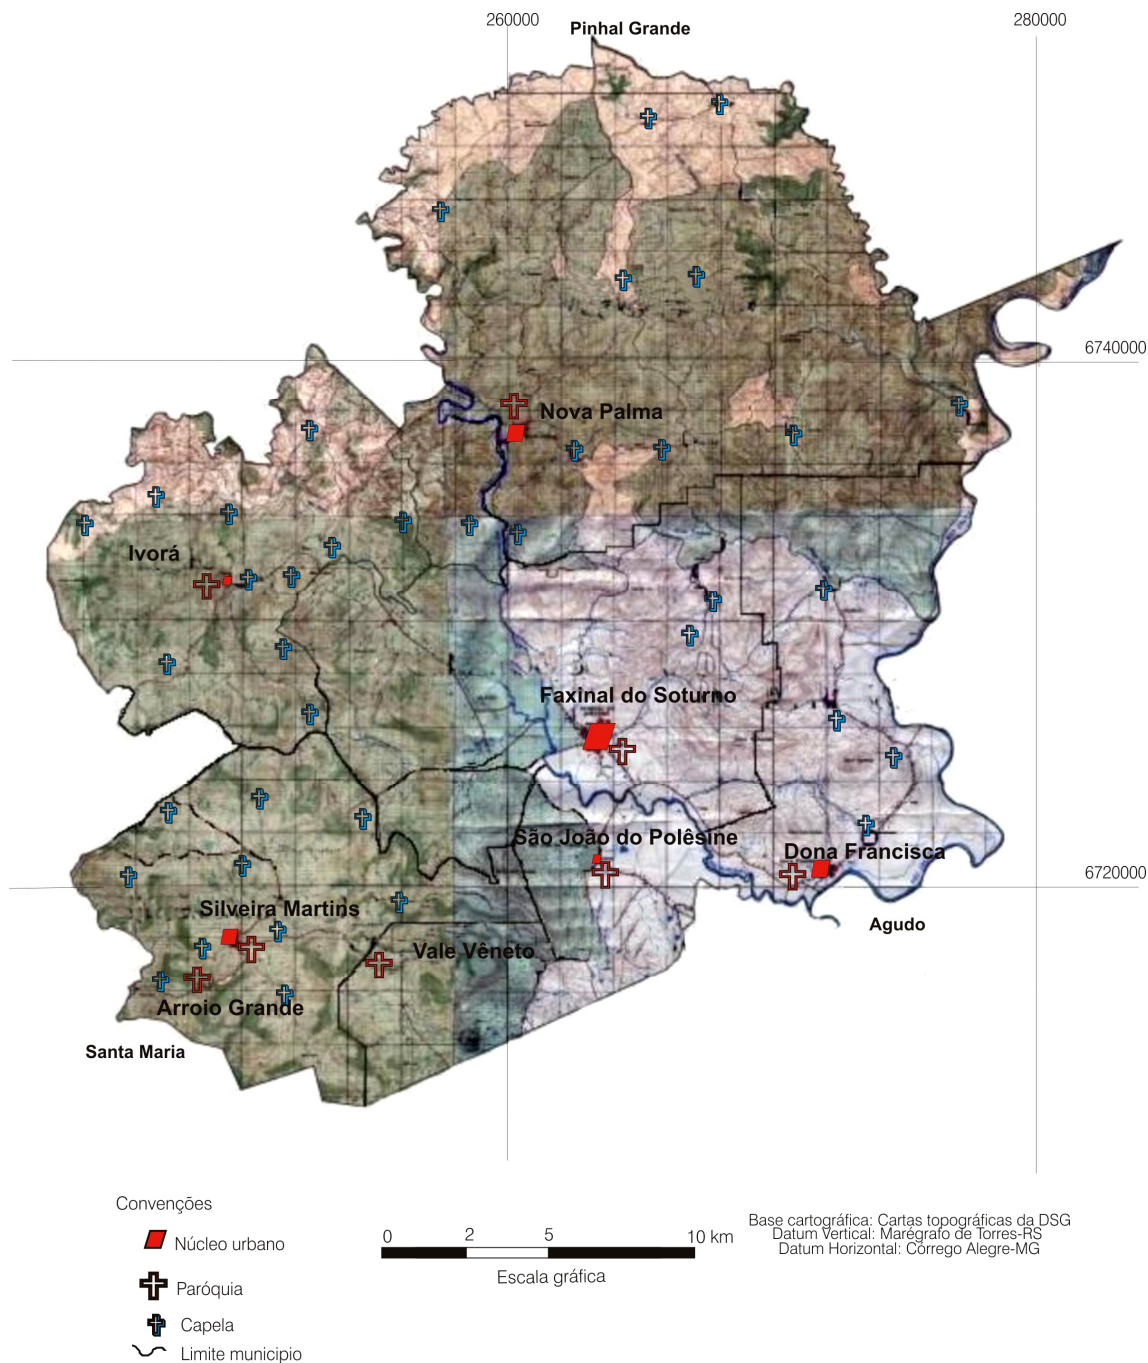 260000
280000
Pinhal Grande
6740000
Nova Palma
Ivorá
Faxinal do Soturno
São João do Polêsine
Dona Francisca
6720000
Silveira Martins
Agudo
Vale Vêneto
Arroio Grande
Santa Maria
Convenções
Núcleo urbano
Paróquia
Capela
Limite municipio
0 2 5 10 km
Escala gráfica
Base cartográfica: Cartas topográficas da DSG
Datum Vertical: Marégrafo de Torres-RS
Datum Horizontal: Córrego Alegre-MG